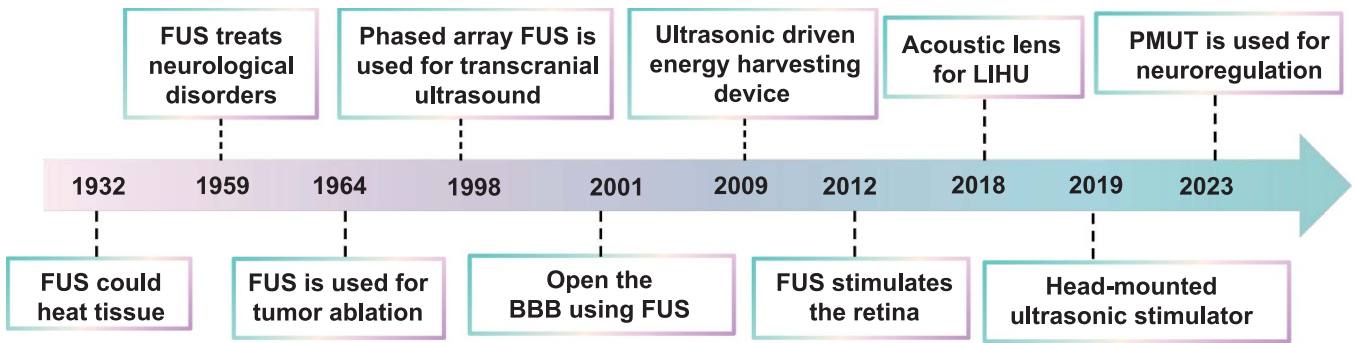 FUS treats
neurological
disorders
Phased array FUS is
used for transcranial
ultrasound
Ultrasonic driven
energy harvesting
device
Acoustic lens
for LIHU
PMUT is used for
neuroregulation
1932
1959
1964
1998
2001
2009
2012
2018
2019
2023
FUS could
heat tissue
FUS is used for
tumor ablation
Open the
BBB using FUS
FUS stimulates
the retina
Head-mounted
ultrasonic stimulator